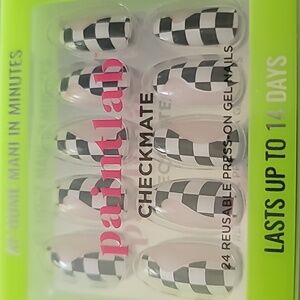 AT-HOME MANI IN MINUTES
paintlab
CHECKMATE
24 REUSABLE PRESS-ON GEL NAILS
LASTS UP TO 14 DAYS